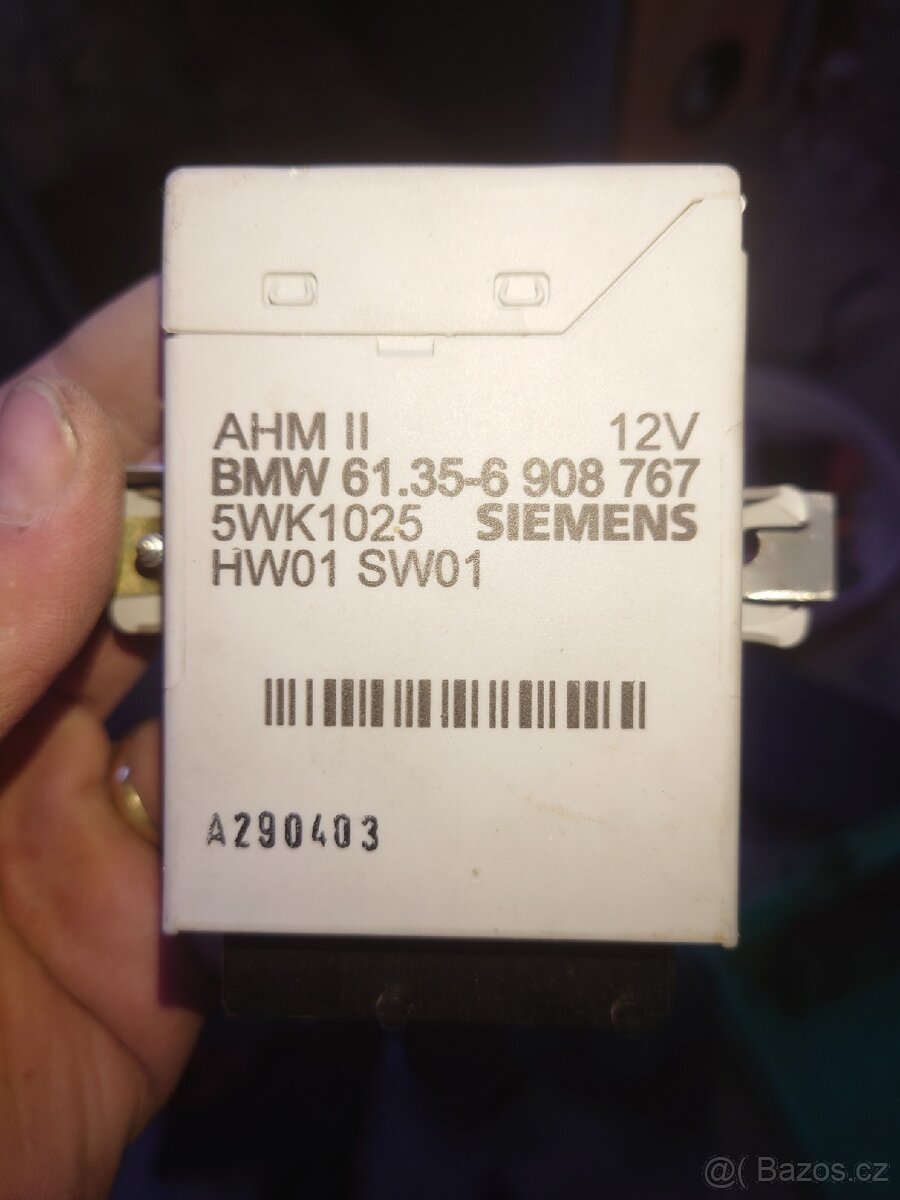 AHM II 12V
BMW 61.35-6 908 767
5WK1025 SIEMENS
HW01 SW01
A290403
@( Bazos.cz